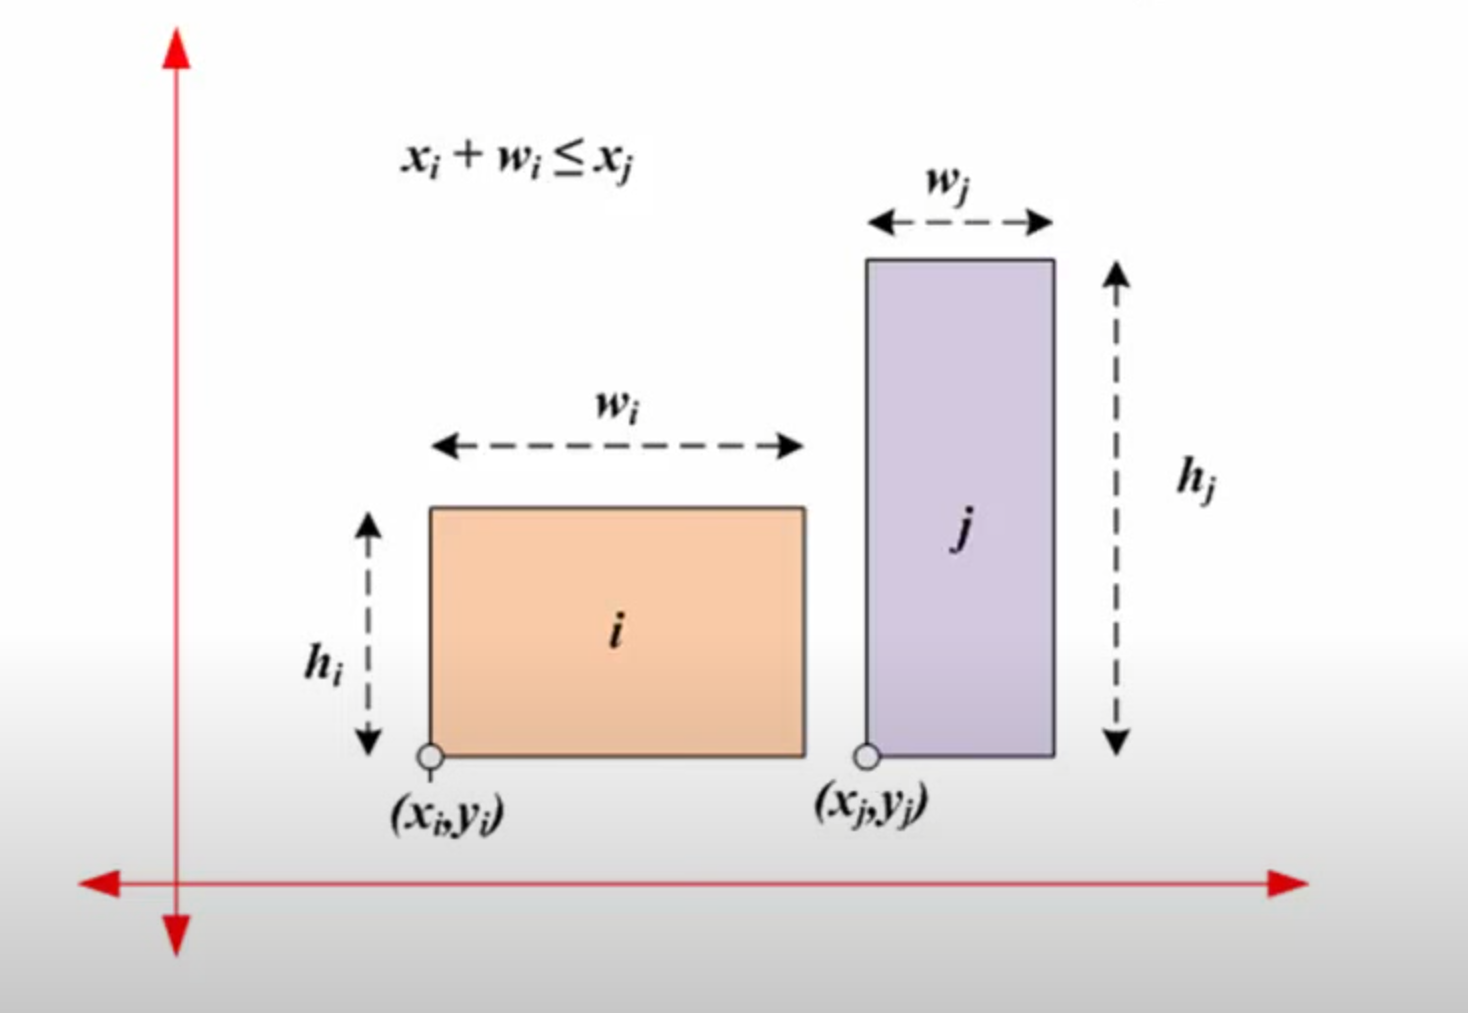 xᵢ + wᵢ ≤ xⱼ
wⱼ
wᵢ
hⱼ
j
i
hᵢ
(xᵢ,yᵢ)
(xⱼ,yⱼ)